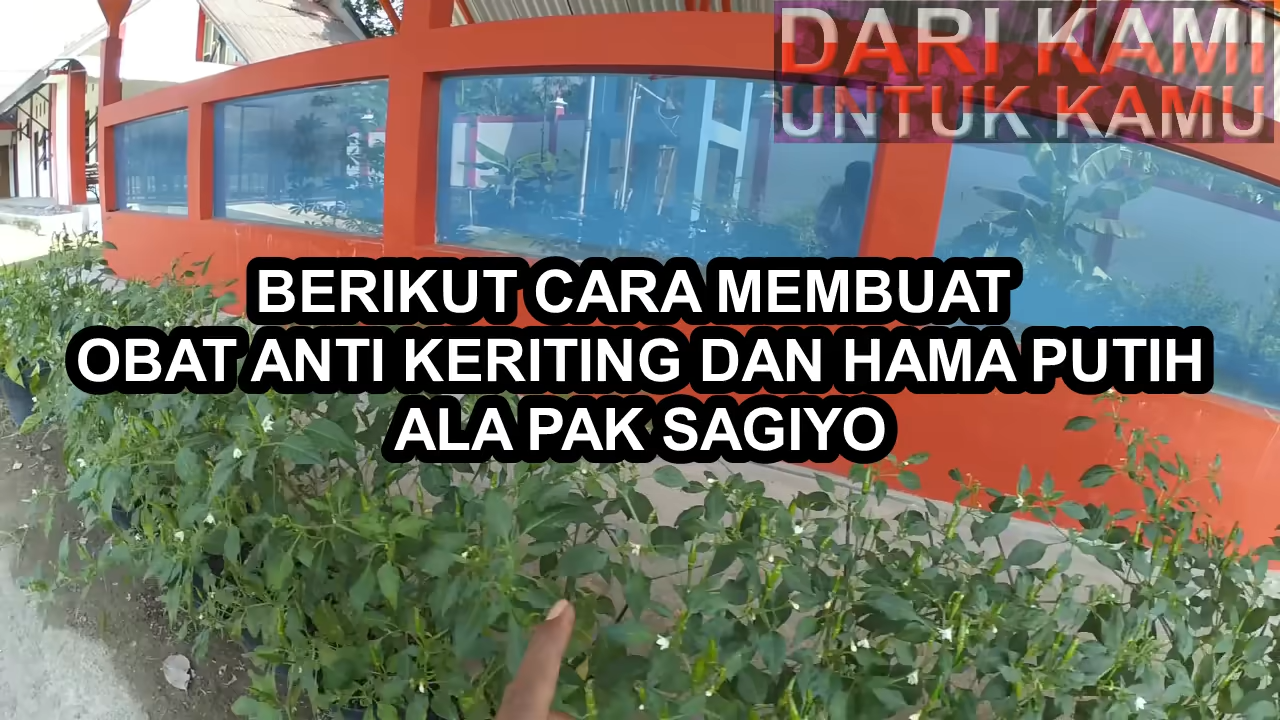 DARI KAMI
UNTUK KAMU
BERIKUT CARA MEMBUAT
OBAT ANTI KERITING DAN HAMA PUTIH
ALA PAK SAGIYO